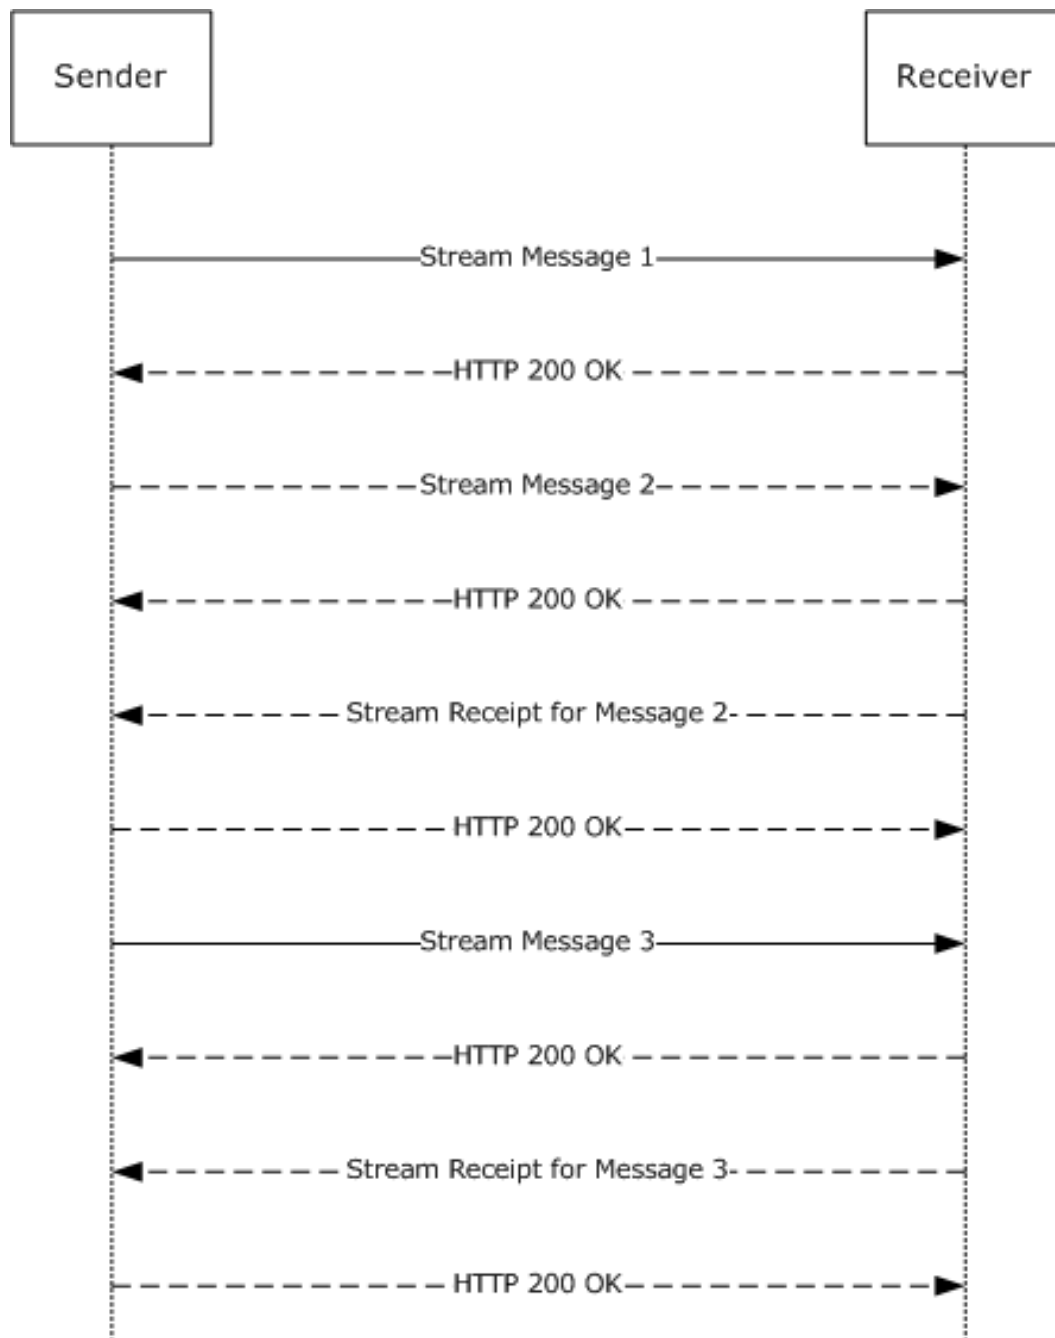 Sender
Receiver
Stream Message 1
HTTP 200 OK
Stream Message 2
HTTP 200 OK
Stream Receipt for Message 2
HTTP 200 OK
Stream Message 3
HTTP 200 OK
Stream Receipt for Message 3
HTTP 200 OK